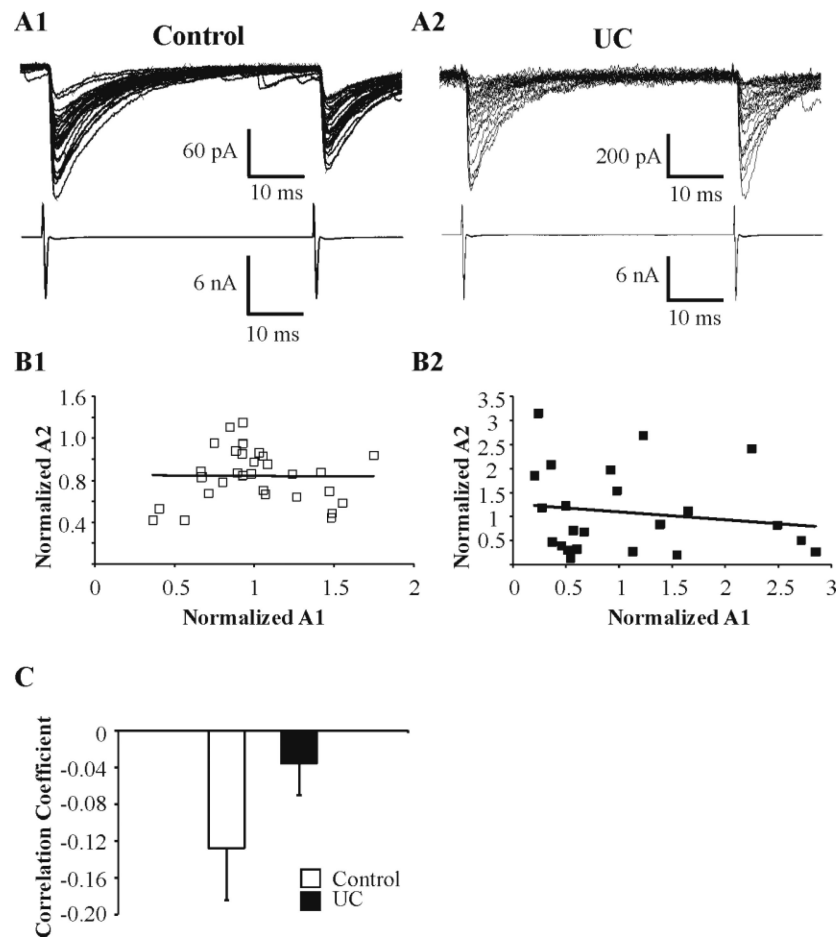 A1
Control
60 pA
10 ms
6 nA
10 ms
A2
UC
200 pA
10 ms
6 nA
10 ms
B1
Normalized A2
1.6
1.0
0.8
0.4
0
0.5
1
1.5
2
Normalized A1
B2
Normalized A2
3.5
3
2.5
2
1.5
1
0.5
0
0.5
1
1.5
2
2.5
3
Normalized A1
C
Correlation Coefficient
0
-0.04
-0.08
-0.12
-0.16
-0.20
Control
UC